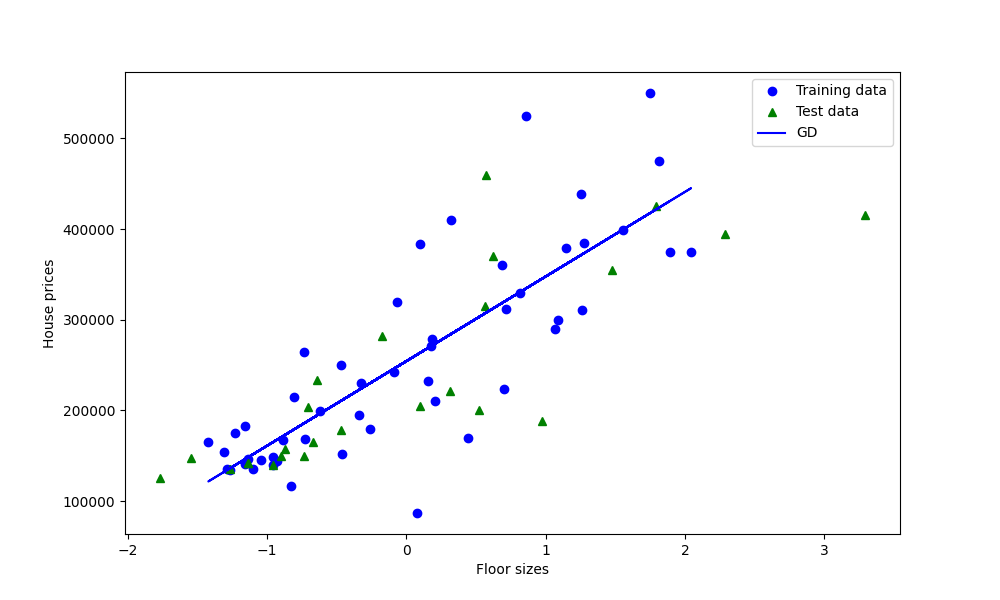 Training data
Test data
GD
500000
400000
300000
200000
100000
House prices
−2 −1 0 1 2 3
Floor sizes